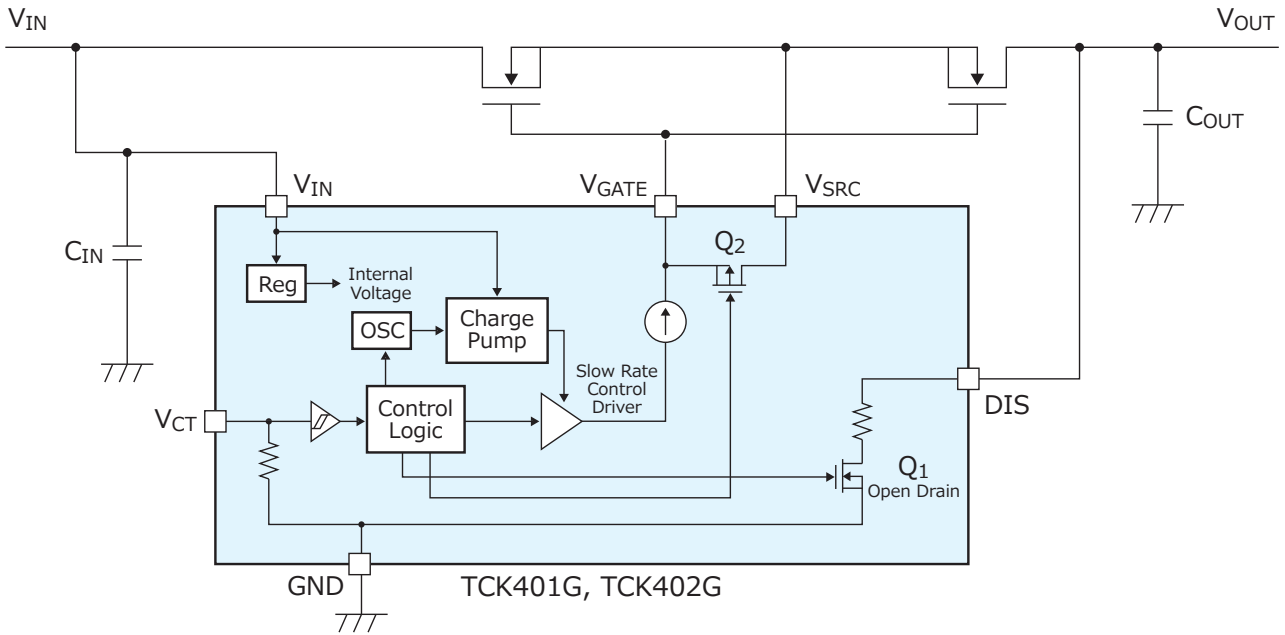 VIN
VOUT
COUT
VIN
VGATE
VSRC
CIN
Q2
Reg
Internal
Voltage
OSC
Charge
Pump
Slow Rate
Control
Driver
VCT
Control
Logic
DIS
Q1
Open Drain
GND
TCK401G, TCK402G